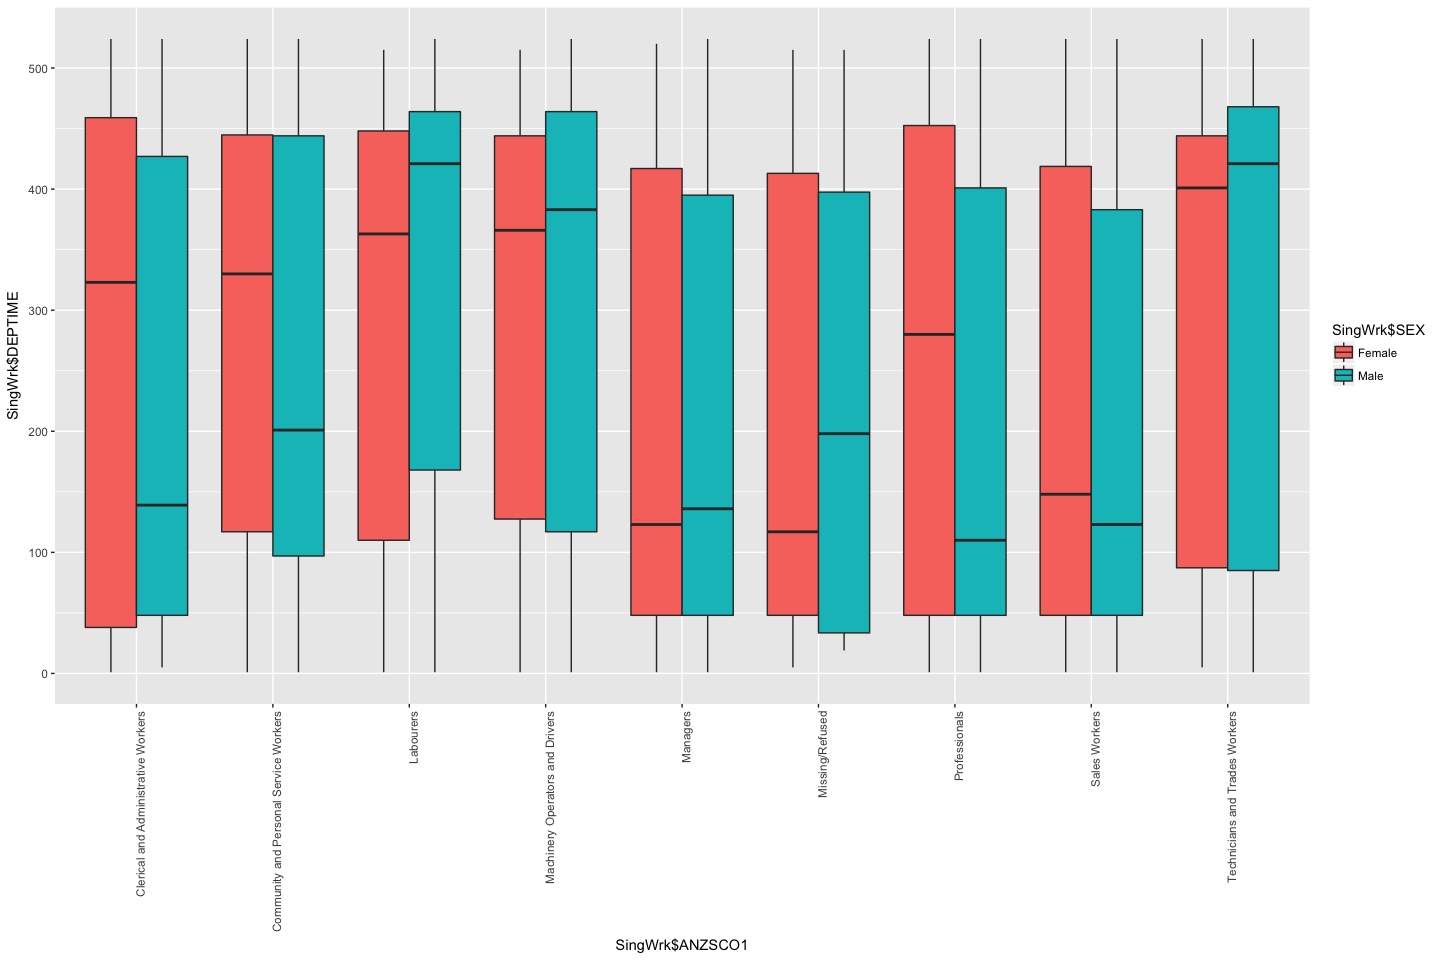 SingWrk$DEPTIME
500
400
300
200
100
0
Clerical and Administrative Workers
Community and Personal Service Workers
Labourers
Machinery Operators and Drivers
Managers
Missing/Refused
Professionals
Sales Workers
Technicians and Trades Workers
SingWrk$ANZSCO1
SingWrk$SEX
Female
Male